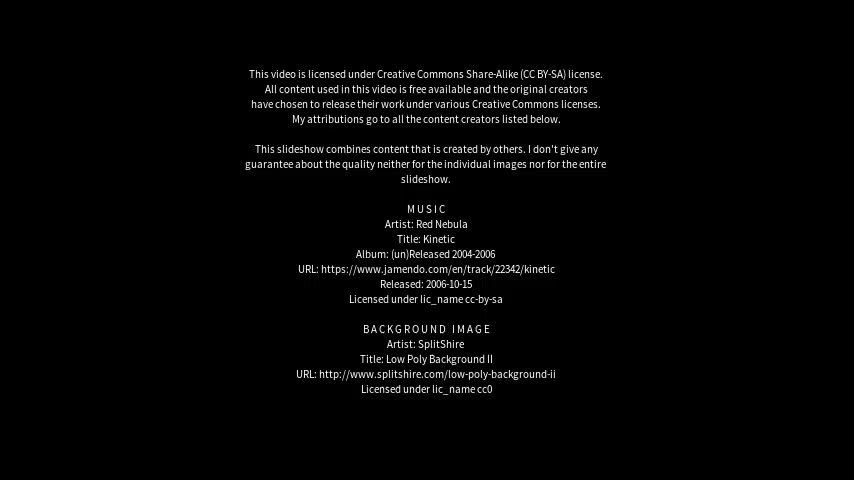 This video is licensed under Creative Commons Share-Alike (CC BY-SA) license.
All content used in this video is free available and the original creators
have chosen to release their work under various Creative Commons licenses.
My attributions go to all the content creators listed below.
This slideshow combines content that is created by others. I don't give any
guarantee about the quality neither for the individual images nor for the entire
slideshow.
MUSIC
Artist: Red Nebula
Title: Kinetic
Album: (un)Released 2004-2006
URL: https://www.jamendo.com/en/track/22342/kinetic
Released: 2006-10-15
Licensed under lic_name cc-by-sa
BACKGROUND IMAGE
Artist: SplitShire
Title: Low Poly Background II
URL: http://www.splitshire.com/low-poly-background-ii
Licensed under lic_name cc0